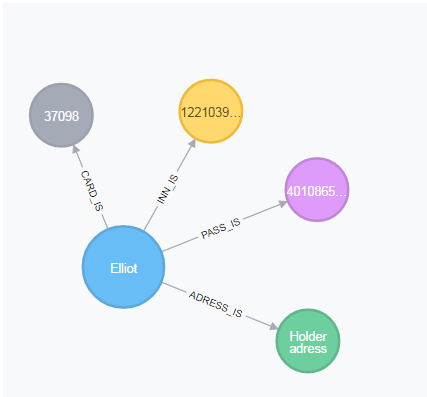 37098
1221039...
CARD_IS
INN_IS
4010865...
PASS_IS
Elliot
ADRESS_IS
Holder
adress